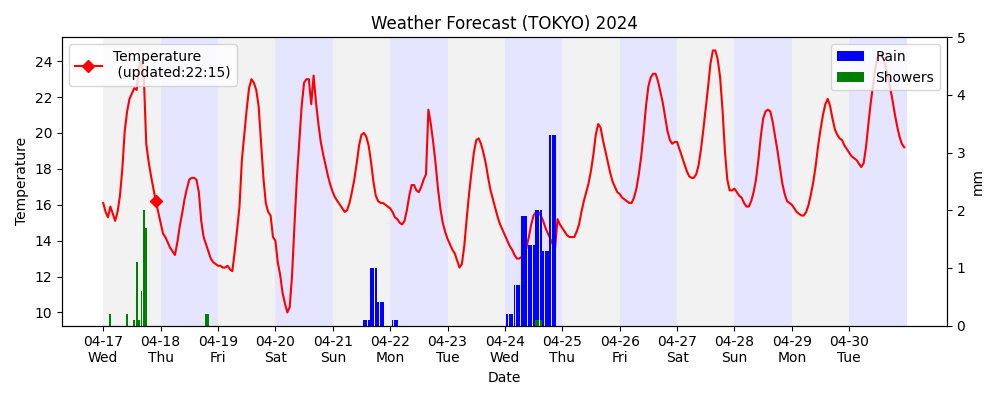 Weather Forecast (TOKYO) 2024
Temperature
(updated:22:15)
Rain
Showers
Temperature
24
22
20
18
16
14
12
10
5
4
3
2
1
0
mm
04-17 04-18 04-19 04-20 04-21 04-22 04-23 04-24 04-25 04-26 04-27 04-28 04-29 04-30
Wed Thu Fri Sat Sun Mon Tue Wed Thu Fri Sat Sun Mon Tue
Date